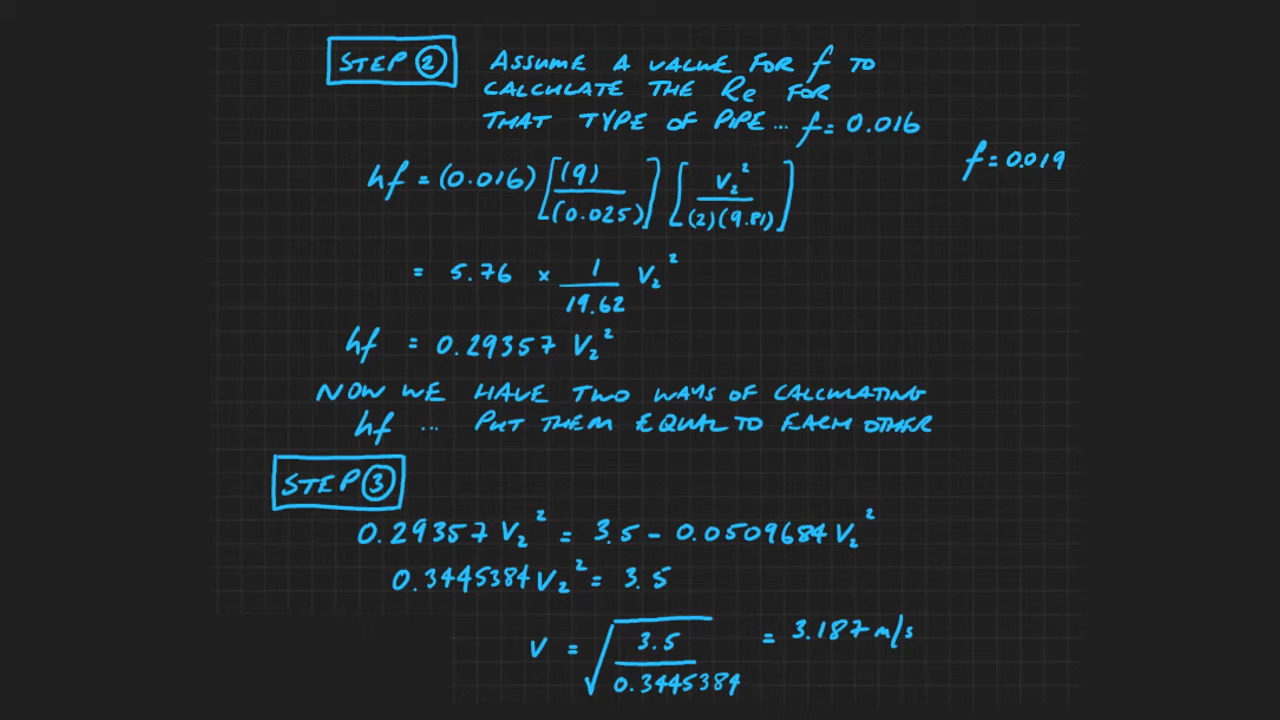 STEP ② ASSUME A VALUE FOR f TO
CALCULATE THE Re FOR
THAT TYPE OF PIPE... f = 0.016
f = 0.019
hf = (0.016) [(9)/(0.025)] [V₂²/(2)(9.81)]
= 5.76 × 1/19.62 V₂²
hf = 0.29357 V₂²
NOW WE HAVE TWO WAYS OF CALCULATING
hf ... PUT THEM EQUAL TO EACH OTHER
STEP ③
0.29357 V₂² = 3.5 - 0.0509684 V₂²
0.3445384 V₂² = 3.5
V = √(3.5/0.3445384) = 3.187 m/s